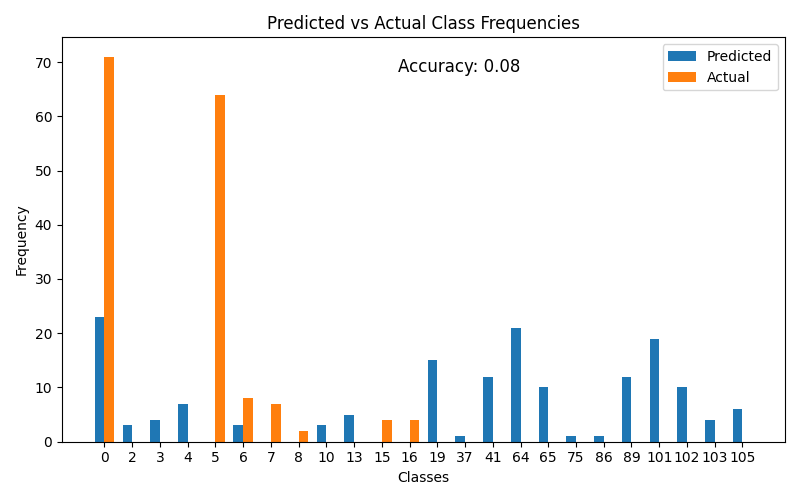 Predicted vs Actual Class Frequencies
Accuracy: 0.08
Predicted
Actual
Frequency
70
60
50
40
30
20
10
0
0 2 3 4 5 6 7 8 10 13 15 16 19 37 41 64 65 75 86 89 101 102 103 105
Classes